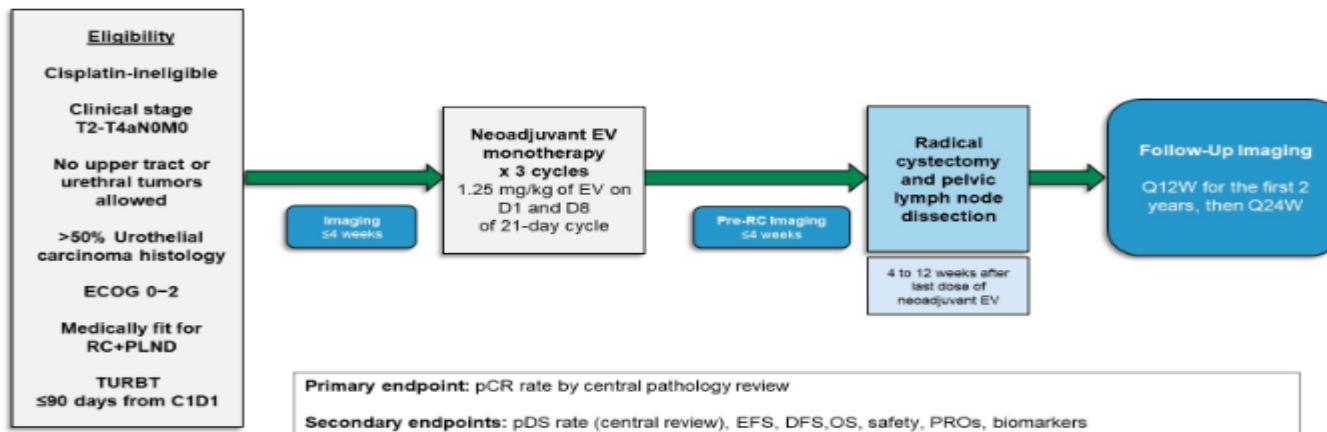 Eligibility
Cisplatin-ineligible
Clinical stage
T2-T4aN0M0
No upper tract or
urethral tumors
allowed
>50% Urothelial
carcinoma histology
ECOG 0−2
Medically fit for
RC+PLND
TURBT
≤90 days from C1D1
Imaging
≤4 weeks
Neoadjuvant EV
monotherapy
x 3 cycles
1.25 mg/kg of EV on
D1 and D8
of 21-day cycle
Pre-RC Imaging
≤4 weeks
Radical
cystectomy
and pelvic
lymph node
dissection
4 to 12 weeks after
last dose of
neoadjuvant EV
Follow-Up Imaging
Q12W for the first 2
years, then Q24W
Primary endpoint: pCR rate by central pathology review
Secondary endpoints: pDS rate (central review), EFS, DFS,OS, safety, PROs, biomarkers